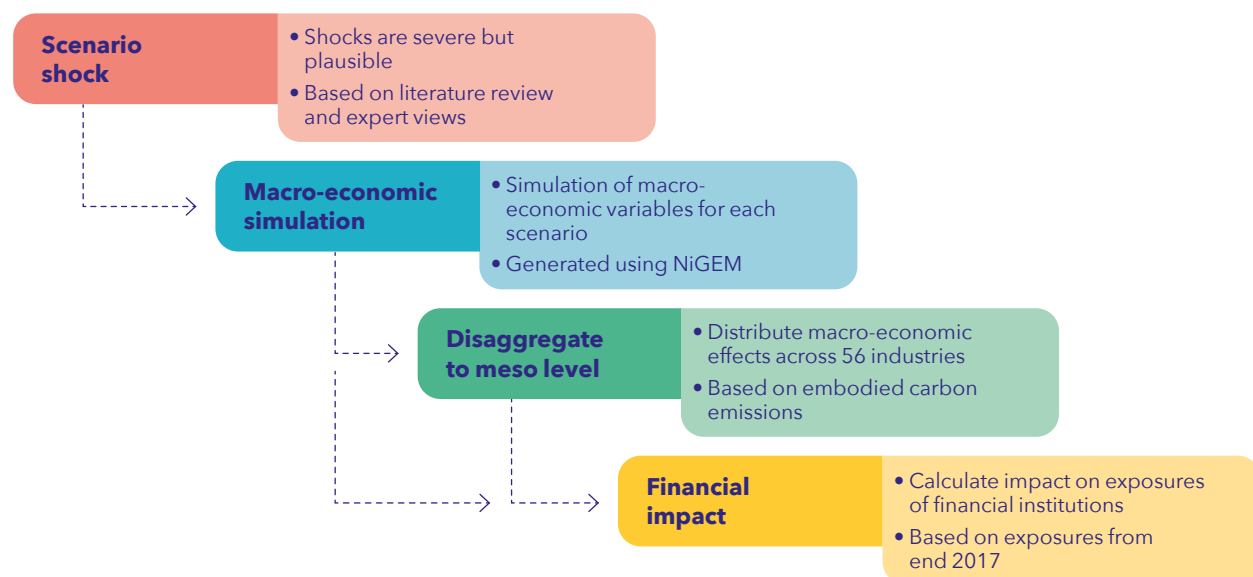 Scenario
shock
• Shocks are severe but
plausible
• Based on literature review
and expert views
Macro-economic
simulation
• Simulation of macro-
economic variables for each
scenario
• Generated using NiGEM
Disaggregate
to meso level
• Distribute macro-economic
effects across 56 industries
• Based on embodied carbon
emissions
Financial
impact
• Calculate impact on exposures
of financial institutions
• Based on exposures from
end 2017